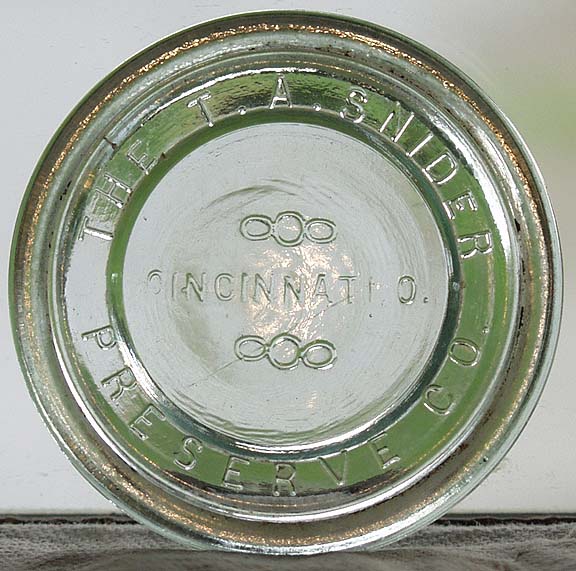 THE T.A. SNIDER
PRESERVE CO.
CINCINNATI O.